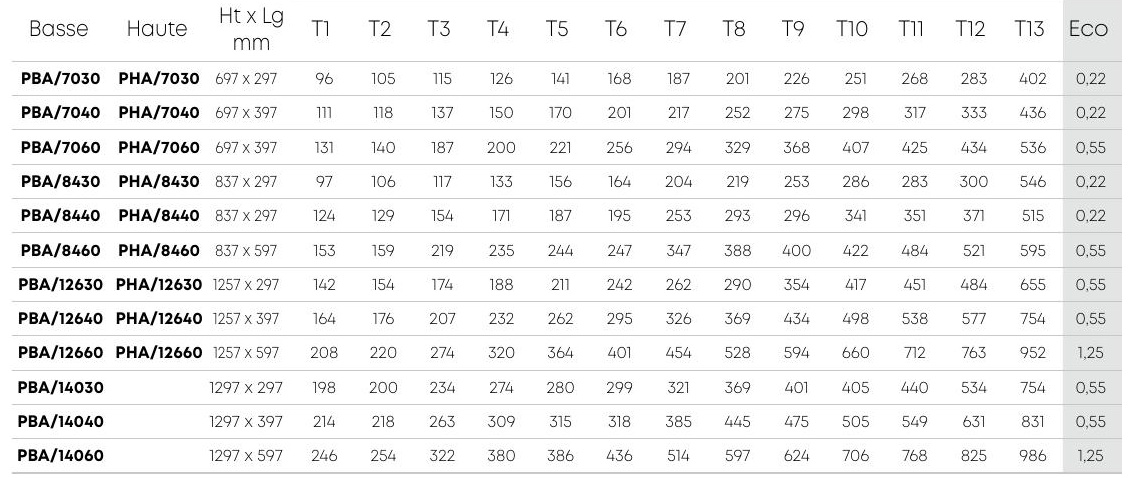 Basse Haute Ht x Lg mm T1 T2 T3 T4 T5 T6 T7 T8 T9 T10 T11 T12 T13 Eco
PBA/7030 PHA/7030 697 x 297 96 105 115 126 141 168 187 201 226 251 268 283 402 0,22
PBA/7040 PHA/7040 697 x 397 111 118 137 150 170 201 217 252 275 298 317 333 436 0,22
PBA/7060 PHA/7060 697 x 397 131 140 187 200 221 256 294 329 368 407 425 434 536 0,55
PBA/8430 PHA/8430 837 x 297 97 106 117 133 156 164 204 219 253 286 283 300 546 0,22
PBA/8440 PHA/8440 837 x 297 124 129 154 171 187 195 253 293 296 341 351 371 515 0,22
PBA/8460 PHA/8460 837 x 597 153 159 219 235 244 247 347 388 400 422 484 521 595 0,55
PBA/12630 PHA/12630 1257 x 297 142 154 174 188 211 242 262 290 354 417 451 484 655 0,55
PBA/12640 PHA/12640 1257 x 397 164 176 207 232 262 295 326 369 434 498 538 577 754 0,55
PBA/12660 PHA/12660 1257 x 597 208 220 274 320 364 401 454 528 594 660 712 763 952 1,25
PBA/14030 1297 x 297 198 200 234 274 280 299 321 369 401 405 440 534 754 0,55
PBA/14040 1297 x 397 214 218 263 309 315 318 385 445 475 505 549 631 831 0,55
PBA/14060 1297 x 597 246 254 322 380 386 436 514 597 624 706 768 825 986 1,25